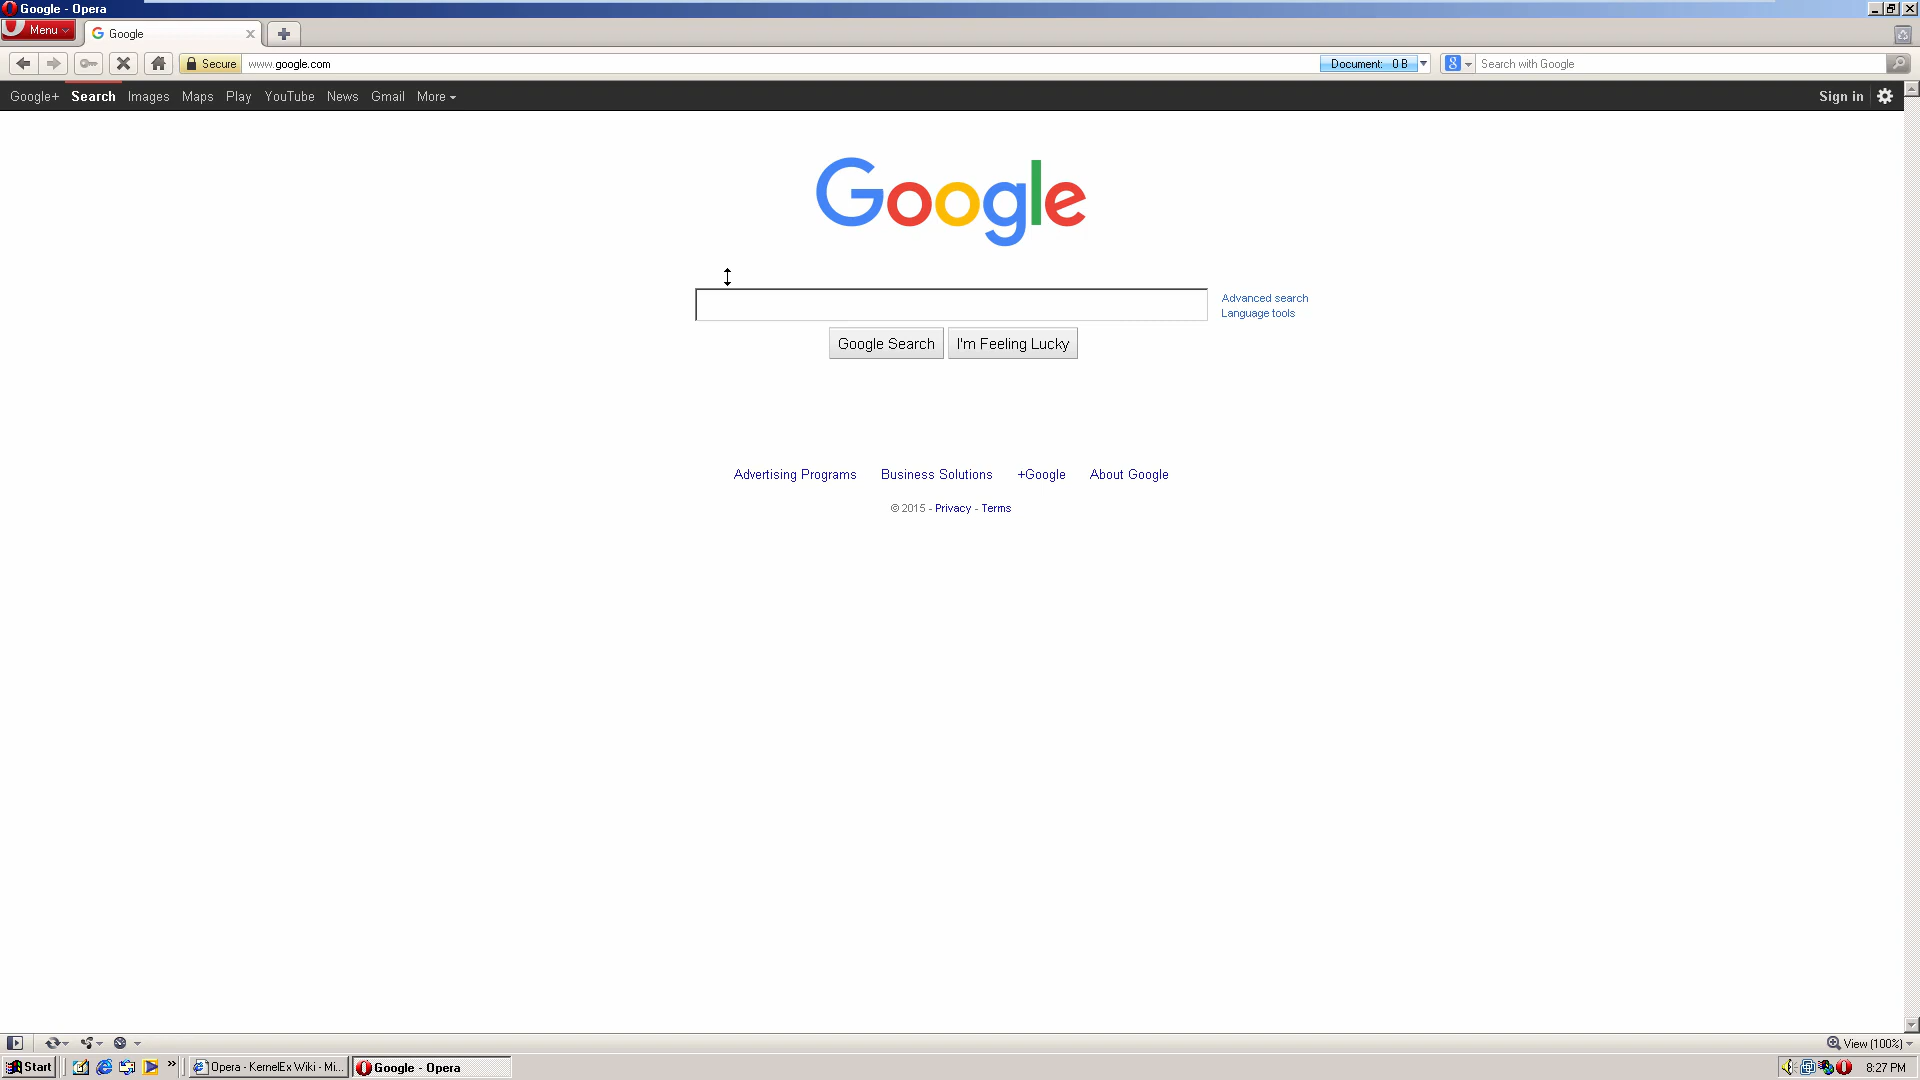 Google - Opera
Menu
Google
Secure
www.google.com
Document: 0 B
Search with Google
Google+ Search Images Maps Play YouTube News Gmail More
Sign in
Google
Advanced search
Language tools
Google Search
I'm Feeling Lucky
Advertising Programs Business Solutions +Google About Google
© 2015 - Privacy - Terms
View (100%)
Start
Opera - KernelEx Wiki - Mi...
Google - Opera
8:27 PM